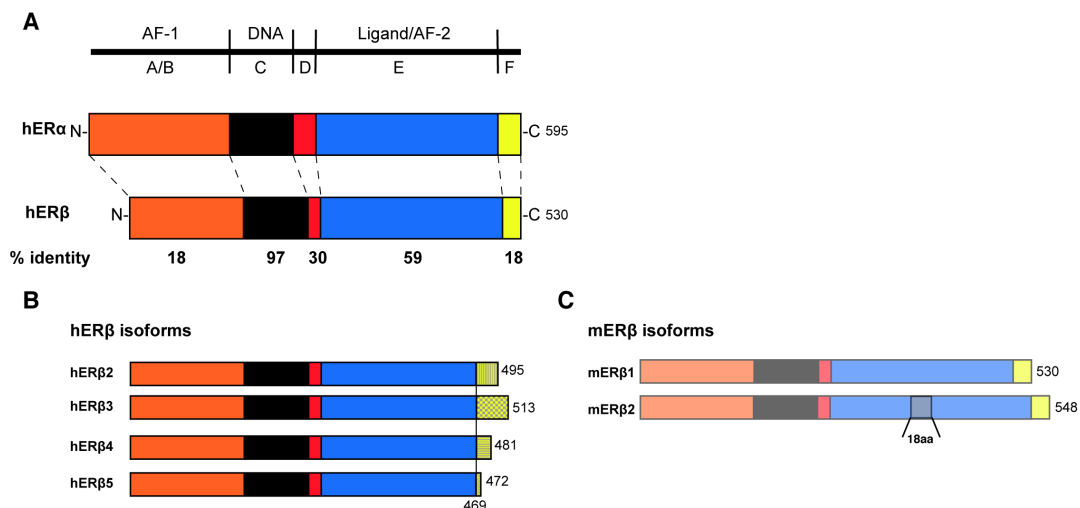 A
AF-1 DNA Ligand/AF-2
A/B C D E F
hERα N- -C 595
hERβ N- -C 530
% identity 18 97 30 59 18
B
hERβ isoforms
hERβ2 495
hERβ3 513
hERβ4 481
hERβ5 472
469
C
mERβ isoforms
mERβ1 530
mERβ2 548
18aa